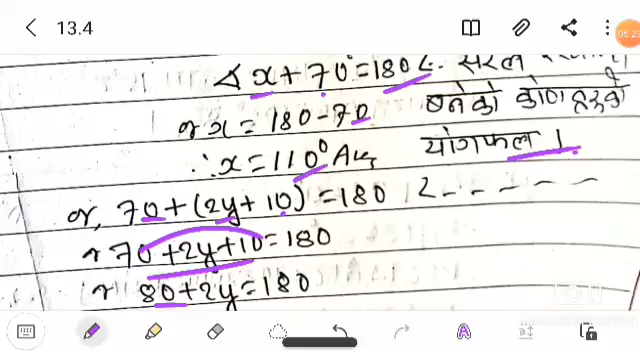 13.4
∡ x + 70° = 180 ∠. सरल
or x = 180 - 70 बनेको कोण हरुको
∴ x = 110° Ans योगफल ।
or, 70 + (2y + 10) = 180 ∠ - - - - - -
or 70 + 2y + 10 = 180
or 80 + 2y = 180